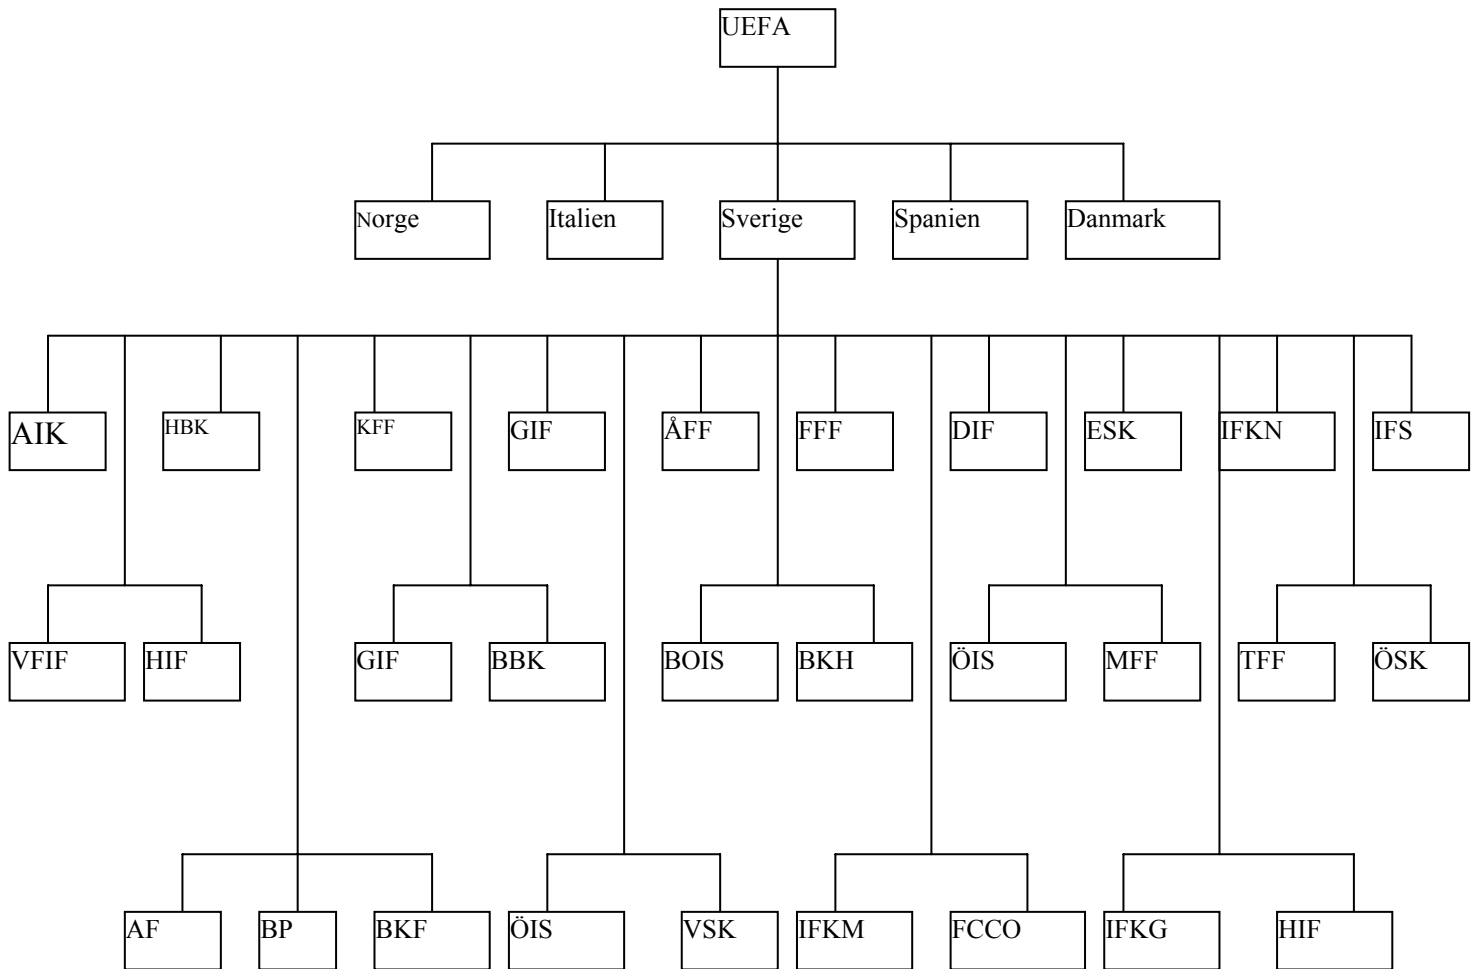 UEFA
Norge
Italien
Sverige
Spanien
Danmark
AIK
HBK
KFF
GIF
ÅFF
FFF
DIF
ESK
IFKN
IFS
VFIF
HIF
GIF
BBK
BOIS
BKH
ÖIS
MFF
TFF
ÖSK
AF
BP
BKF
ÖIS
VSK
IFKM
FCCO
IFKG
HIF